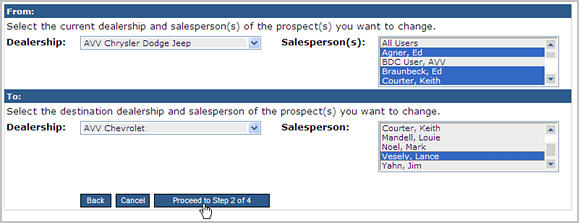 From:
Select the current dealership and salesperson(s) of the prospect(s) you want to change.
Dealership: AVV Chrysler Dodge Jeep Salesperson(s): All Users
Agner, Ed
BDC User, AVV
Braunbeck, Ed
Courter, Keith
To:
Select the destination dealership and salesperson of the prospect(s) you want to change.
Dealership: AVV Chevrolet Salesperson: Courter, Keith
Mandell, Louie
Noel, Mark
Vesely, Lance
Yahn, Jim
Back Cancel Proceed to Step 2 of 4